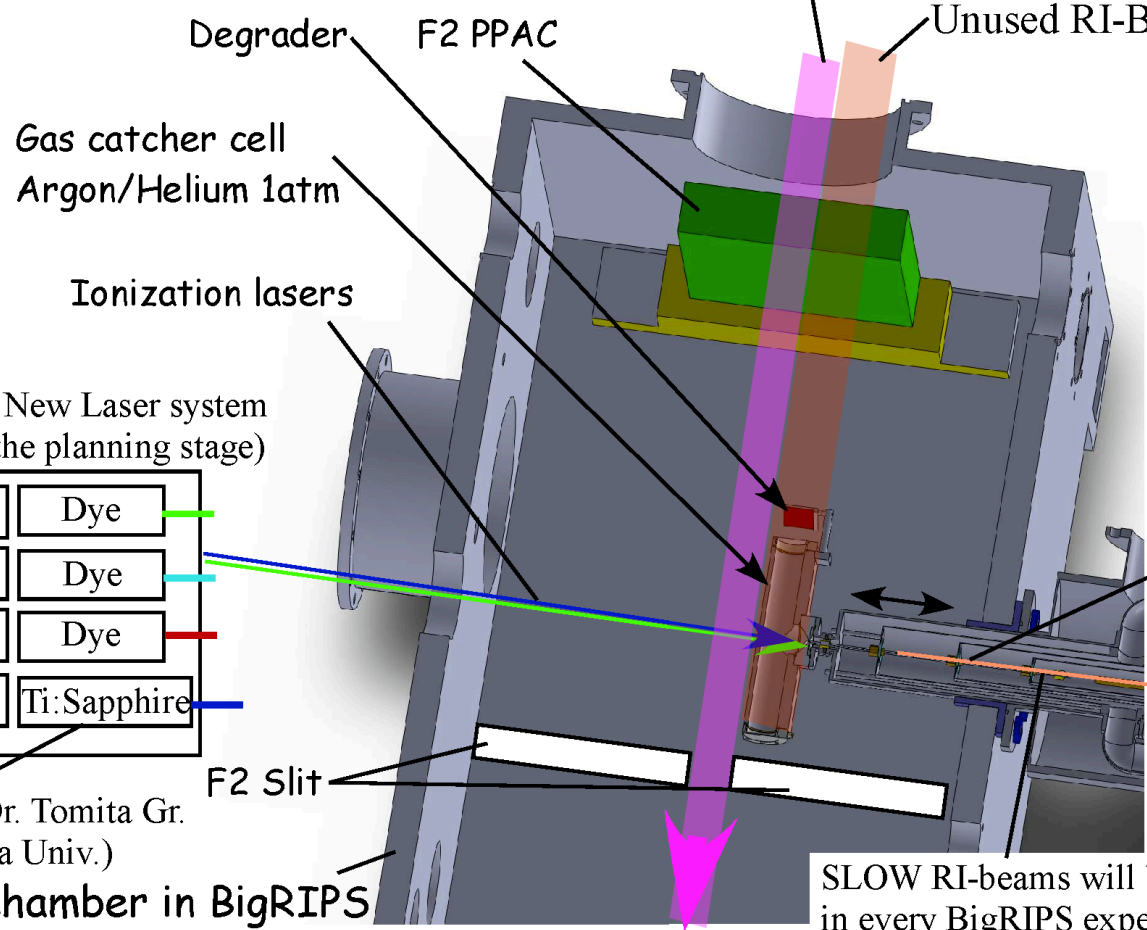 Degrader
F2 PPAC
Unused RI-B
Gas catcher cell
Argon/Helium 1atm
Ionization lasers
New Laser system
the planning stage)
Dye
Dye
Dye
Ti:Sapphire
F2 Slit
Dr. Tomita Gr.
a Univ.)
hamber in BigRIPS
SLOW RI-beams will
in every BigRIPS expe